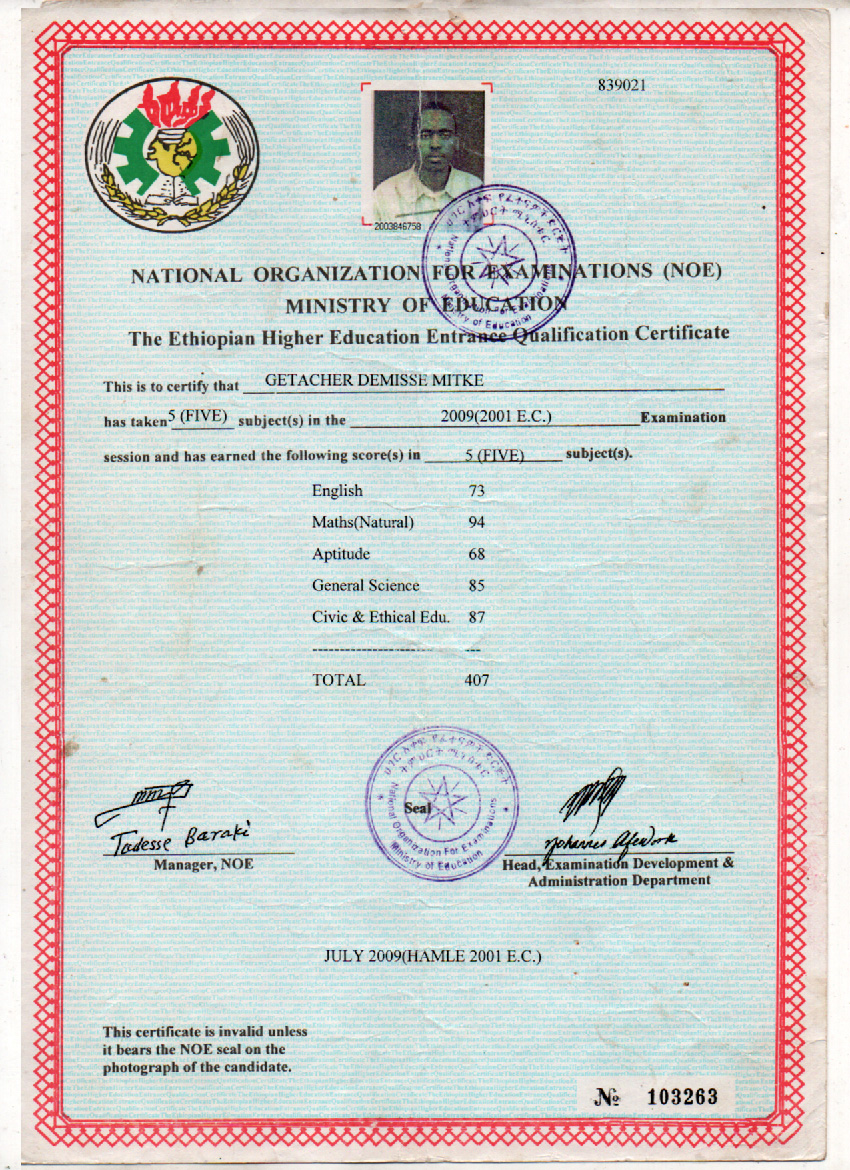 839021
2003846758
NATIONAL ORGANIZATION FOR EXAMINATIONS (NOE)
MINISTRY OF EDUCATION
The Ethiopian Higher Education Entrance Qualification Certificate
This is to certify that GETACHER DEMISSE MITKE
has taken 5 (FIVE) subject(s) in the 2009(2001 E.C.) Examination
session and has earned the following score(s) in 5 (FIVE) subject(s).
English 73
Maths(Natural) 94
Aptitude 68
General Science 85
Civic & Ethical Edu. 87
TOTAL 407
Seal
National Organization For Examinations
Ministry of Education
Tadesse Baraki
Manager, NOE
Yohannes Afework
Head, Examination Development &
Administration Department
JULY 2009(HAMLE 2001 E.C.)
This certificate is invalid unless
it bears the NOE seal on the
photograph of the candidate.
№ 103263